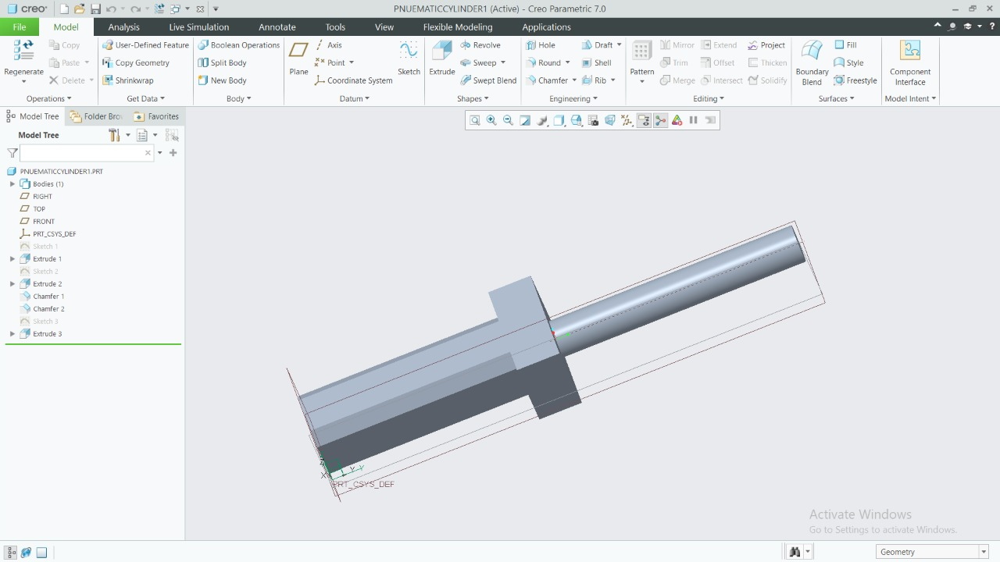 creo
PNUEMATICCYLINDER1 (Active) - Creo Parametric 7.0
File Model Analysis Live Simulation Annotate Tools View Flexible Modeling Applications
Regenerate
Copy
Paste
Delete
Operations
User-Defined Feature
Copy Geometry
Shrinkwrap
Get Data
Boolean Operations
Split Body
New Body
Body
Plane
Axis
Point
Coordinate System
Sketch
Datum
Extrude
Revolve
Sweep
Swept Blend
Shapes
Hole
Round
Chamfer
Draft
Shell
Rib
Engineering
Pattern
Mirror
Trim
Merge
Extend
Offset
Intersect
Project
Thicken
Solidify
Editing
Boundary
Blend
Fill
Style
Freestyle
Surfaces
Component
Interface
Model Intent
Model Tree Folder Bro Favorites
Model Tree
PNUEMATICCYLINDER1.PRT
Bodies (1)
RIGHT
TOP
FRONT
PRT_CSYS_DEF
Sketch 1
Extrude 1
Sketch 2
Extrude 2
Chamfer 1
Chamfer 2
Sketch 3
Extrude 3
Z
X
Y
Y
PRT_CSYS_DEF
Activate Windows
Go to Settings to activate Windows.
Geometry